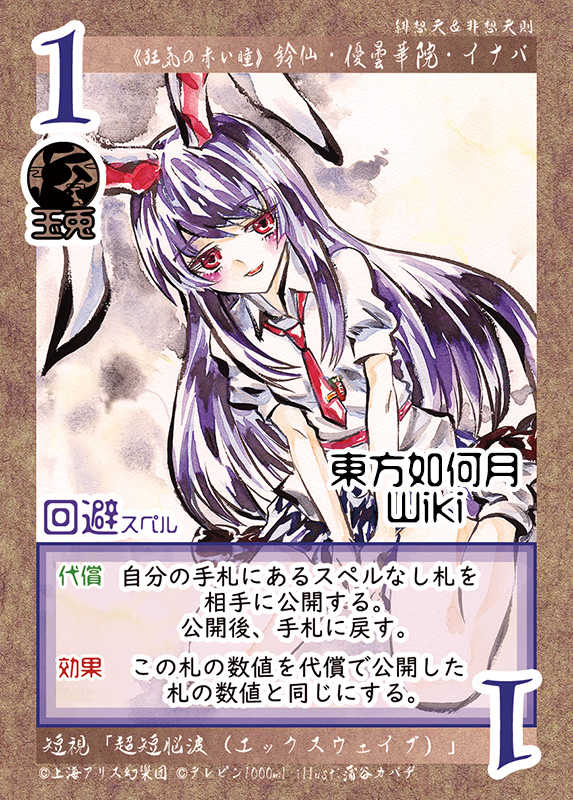 緋想天&非想天則
1
《狂気の赤い瞳》鈴仙・優曇華院・イナバ
玉兎
東方如何月
Wiki
回避スペル
代償 自分の手札にあるスペルなし札を
相手に公開する。
公開後、手札に戻す。
効果 この札の数値を代償で公開した
札の数値と同じにする。
1
短視「超短脳波（エックスウェイブ）」
©上海アリス幻樂団 ©テレピン1000ml illust:蒲谷カバヂ